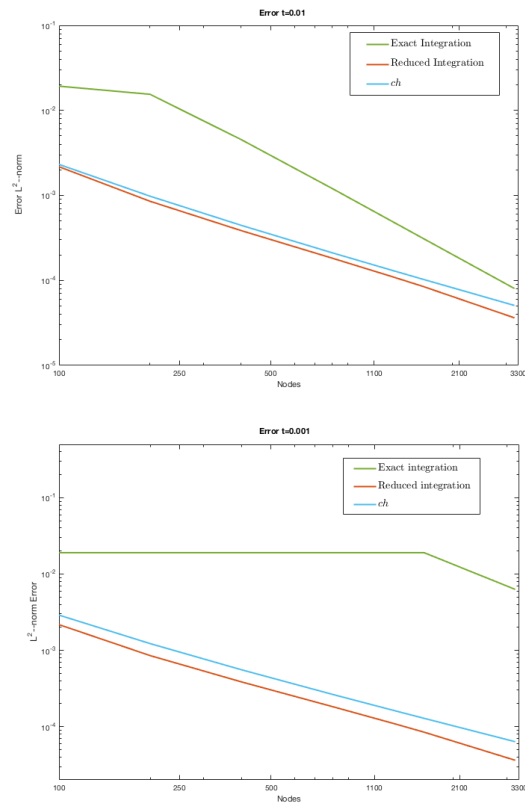 Error t=0.01
10^-1
Exact Integration
Reduced Integration
ch
10^-2
Error L^2--norm
10^-3
10^-4
10^-5
100 250 500 1100 2100 3300
Nodes
Error t=0.001
Exact integration
Reduced integration
ch
10^-1
10^-2
L^2--norm Error
10^-3
10^-4
100 250 500 1100 2100 3300
Nodes